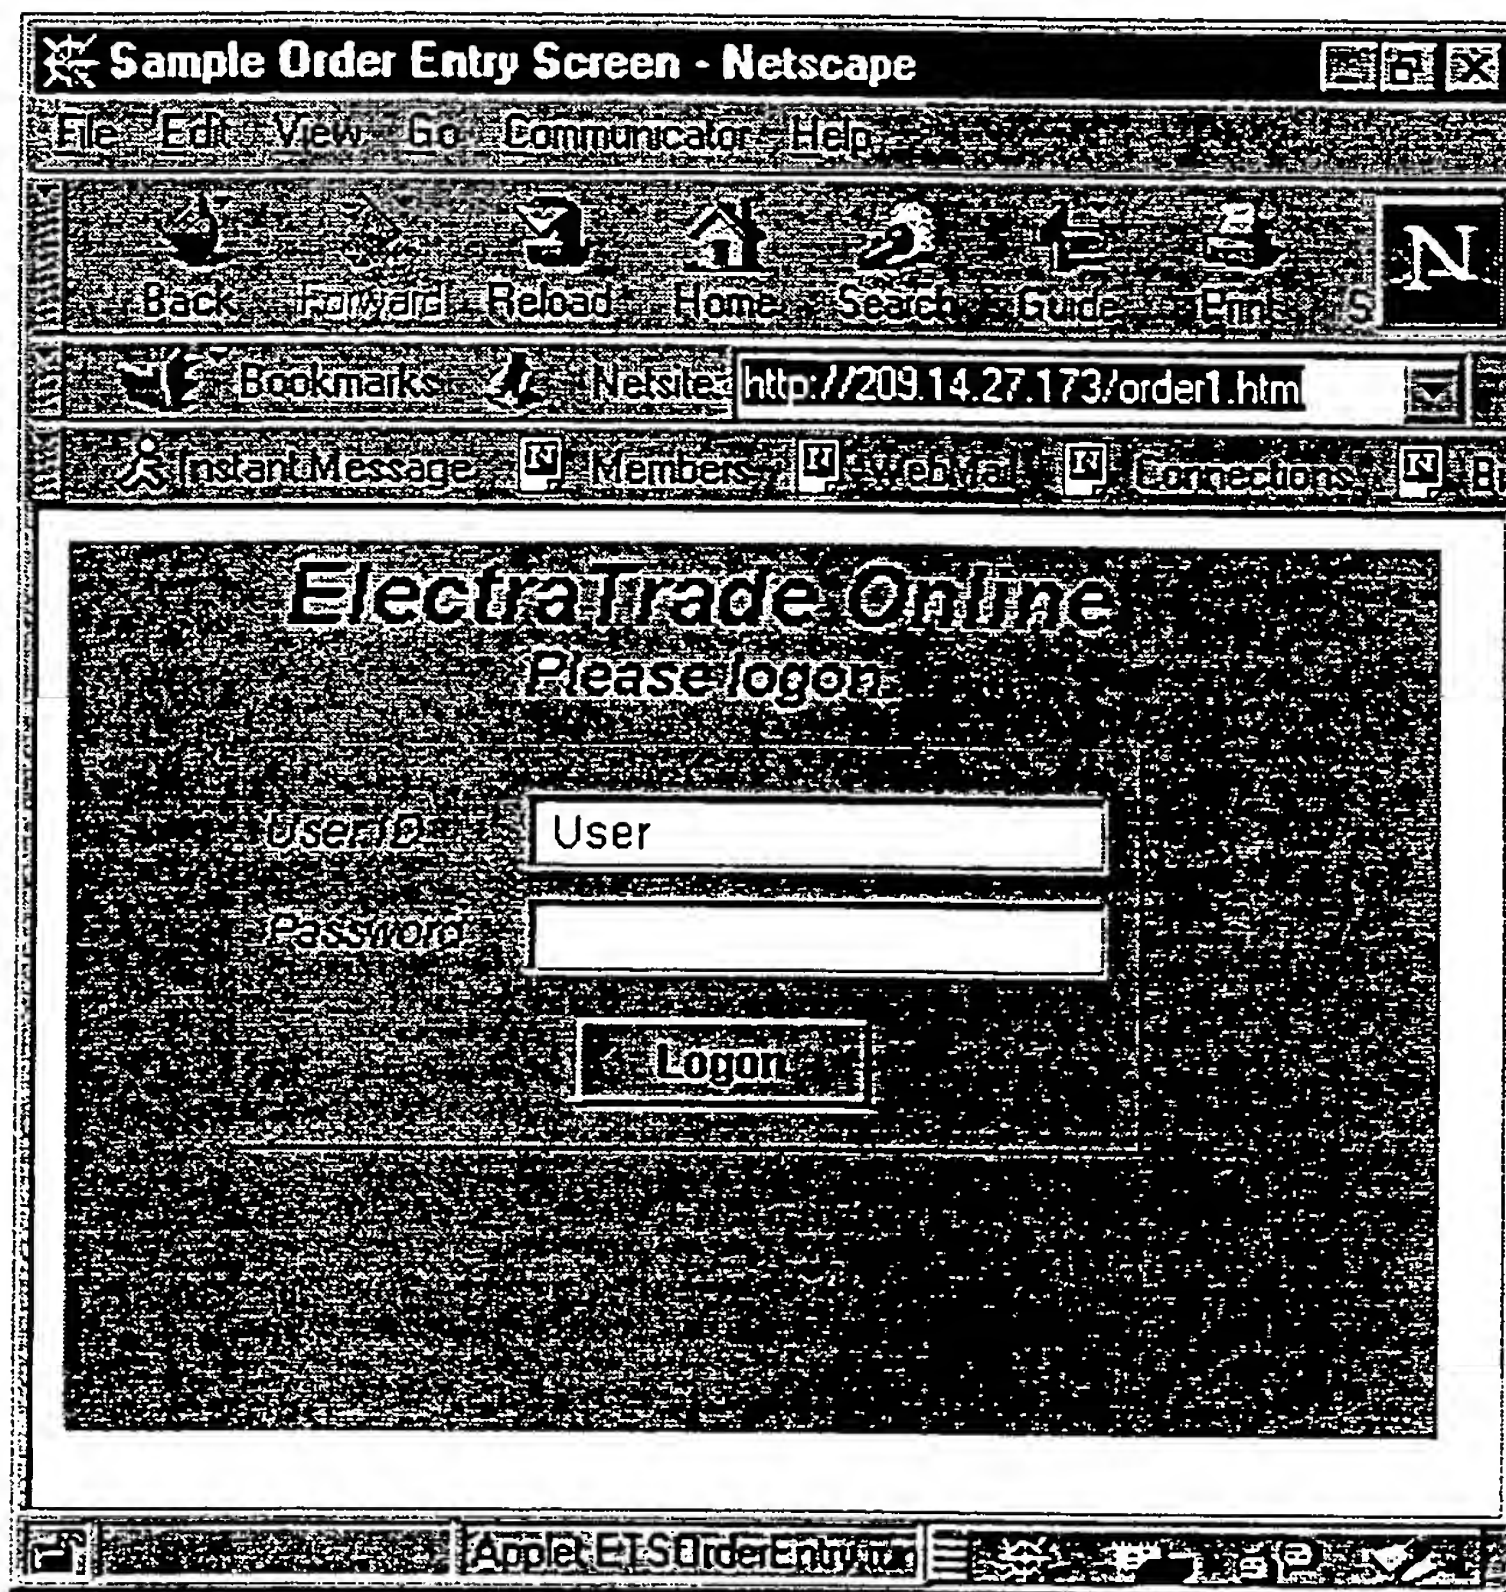 Sample Order Entry Screen - Netscape
File Edit View Go Communicator Help
Back Forward Reload Home Search Guide Print S N
Bookmarks Netsite: http://209.14.27.173/order1.htm
Instant Message Members WebMail Connections
ElectraTrade Online
Please logon.
User ID User
Password
Logon
Applet ETSOrderEntry